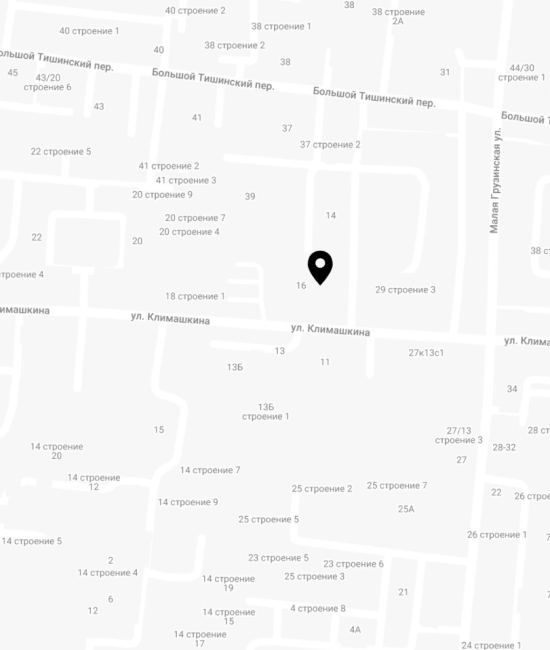 38
40 строение 2
38 строение
2А
38 строение 1
40 строение 1
38 строение 2
40
Большой Тишинский пер.
38
44/30
строение 1
31
45
43/20
строение 6
Большой Тишинский пер.
Большой Тишинский пер.
43
41
Большой Т
37
Малая Грузинская ул.
37 строение 2
22 строение 5
41 строение 2
41 строение 3
20 строение 9
39
14
20 строение 7
20 строение 4
22
20
38 с
строение 4
16
29 строение 3
18 строение 1
имашкина
ул. Климашкина
ул. Климашкина
ул. Клима
13
27к13с1
11
13Б
34
13Б
строение 1
15
27/13
строение 3
28 ст
14 строение
20
28-32
27
14 строение 7
14 строение
12
25 строение 2
25 строение 7
22
26 строе
14 строение 9
25А
25 строение 5
26 строение 1
14 строение 5
23 строение 5
2
23 строение 6
14 строение 4
25 строение 3
14 строение
19
21
6
4 строение 8
12
14 строение
15
4А
14 строение
17
24 строение 1